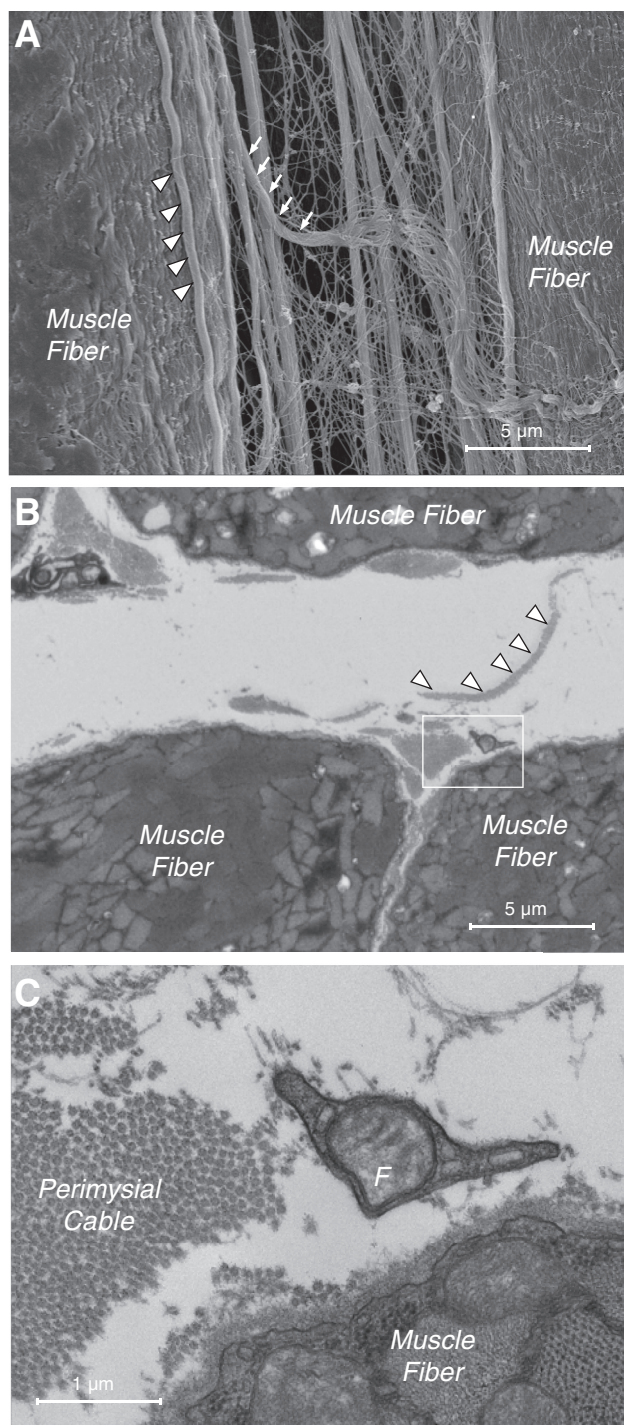 A
Muscle
Fiber
Muscle
Fiber
5 μm
B
Muscle Fiber
Muscle
Fiber
Muscle
Fiber
5 μm
C
Perimysial
Cable
F
Muscle
Fiber
1 μm